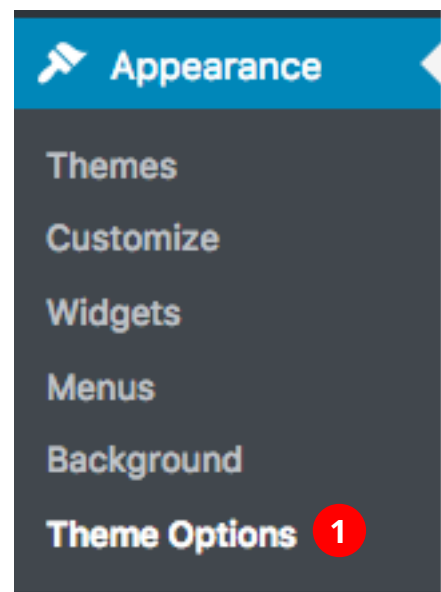 Appearance
Themes
Customize
Widgets
Menus
Background
Theme Options 1